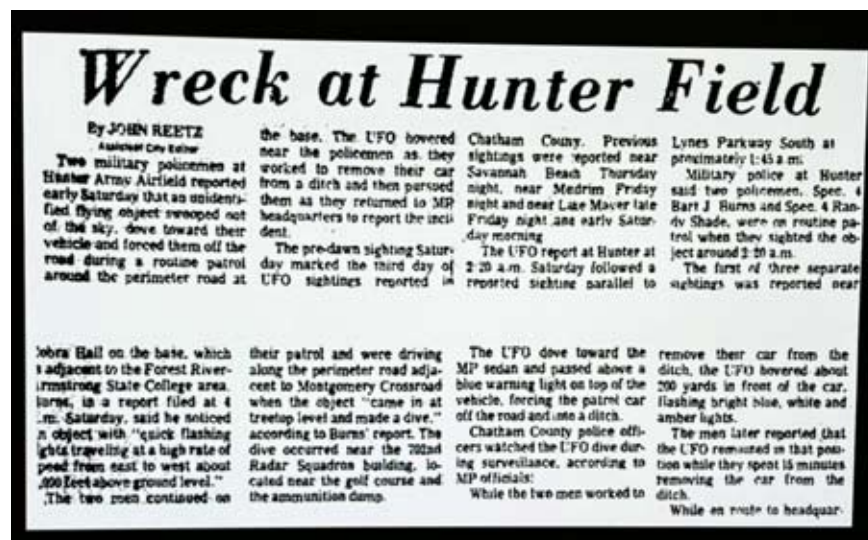 Wreck at Hunter Field
By JOHN REETZ
Assistant City Editor
Two military policemen at
Hunter Army Airfield reported
early Saturday that an unidenti-
fied flying object swooped out
of the sky, dove toward their
vehicle and forced them off the
road during a routine patrol
around the perimeter road at
the base. The UFO hovered
near the policemen as they
worked to remove their car
from a ditch and then pursued
them as they returned to MP
headquarters to report the inci
dent.
The pre-dawn sighting Satur-
day marked the third day of
UFO sightings reported in
Chatham County. Previous
sightings were reported near
Savannah Beach Thursday
night, near Medrim Friday
night and near Lake Mayer late
Friday night and early Satur-
day morning
The UFO report at Hunter at
2:20 a.m. Saturday followed a
reported sighting parallel to
Lynes Parkway South at
proximately 1:45 a.m.
Military police at Hunter
said two policemen, Spec. 4
Bart J. Burns and Spec. 4 Ran-
dy Shade, were on routine pa-
trol when they sighted the ob-
ject around 2:20 a.m.
The first of three separate
sightings was reported near
Cobra Hall on the base, which
adjacent to the Forest River-
Armstrong State College area.
Burns, in a report filed at 4
.m. Saturday, said he noticed
n object with "quick flashing
ghts traveling at a high rate of
peed from east to west about
,000 feet above ground level."
The two men continued on
their patrol and were driving
along the perimeter road adja-
cent to Montgomery Crossroad
when the object "came in at
treetop level and made a dive,"
according to Burns' report. The
dive occurred near the 702nd
Radar Squadron building, lo-
cated near the golf course and
the ammunition dump.
The UFO dove toward the
MP sedan and passed above a
blue warning light on top of the
vehicle, forcing the patrol car
off the road and into a ditch.
Chatham County police offi-
cers watched the UFO dive dur-
ing surveillance, according to
MP officials:
While the two men worked to
remove their car from the
ditch, the UFO hovered about
200 yards in front of the car,
flashing bright blue, white and
amber lights.
The men later reported that
the UFO remained in that posi-
tion while they spent 15 minutes
removing the car from the
ditch.
While en route to headquar-